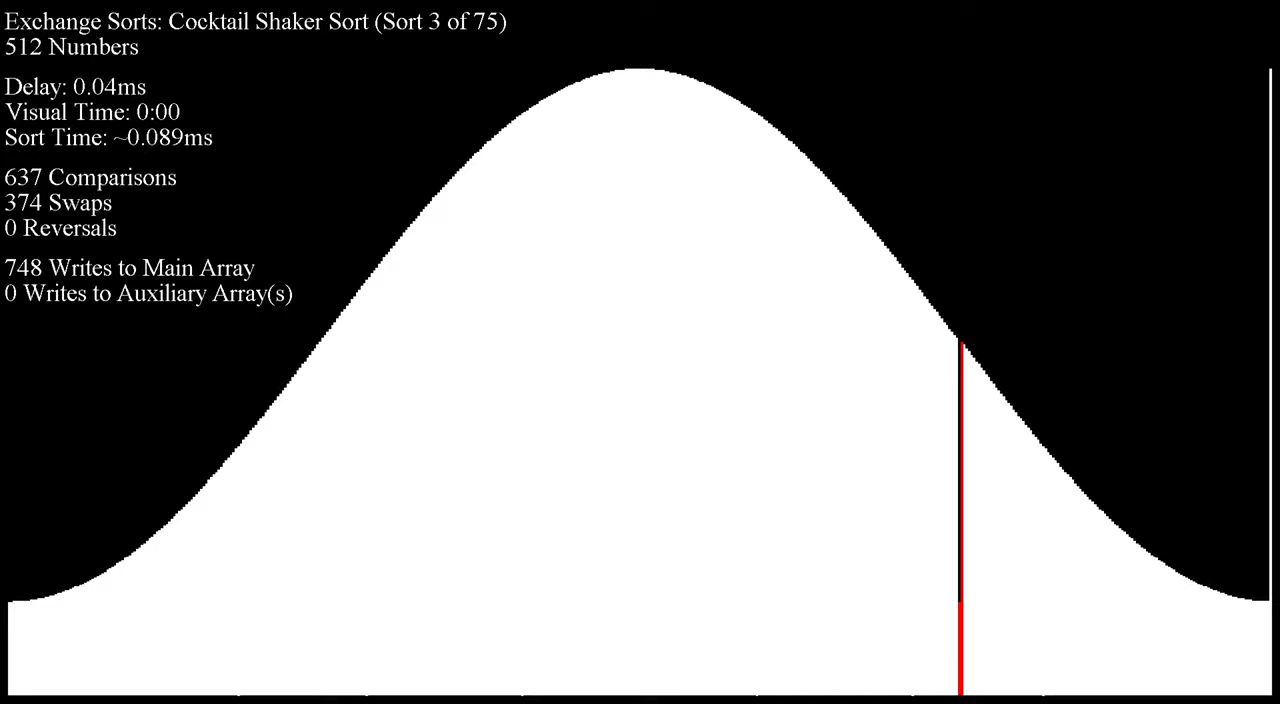 Exchange Sorts: Cocktail Shaker Sort (Sort 3 of 75)
512 Numbers
Delay: 0.04ms
Visual Time: 0:00
Sort Time: ~0.089ms
637 Comparisons
374 Swaps
0 Reversals
748 Writes to Main Array
0 Writes to Auxiliary Array(s)